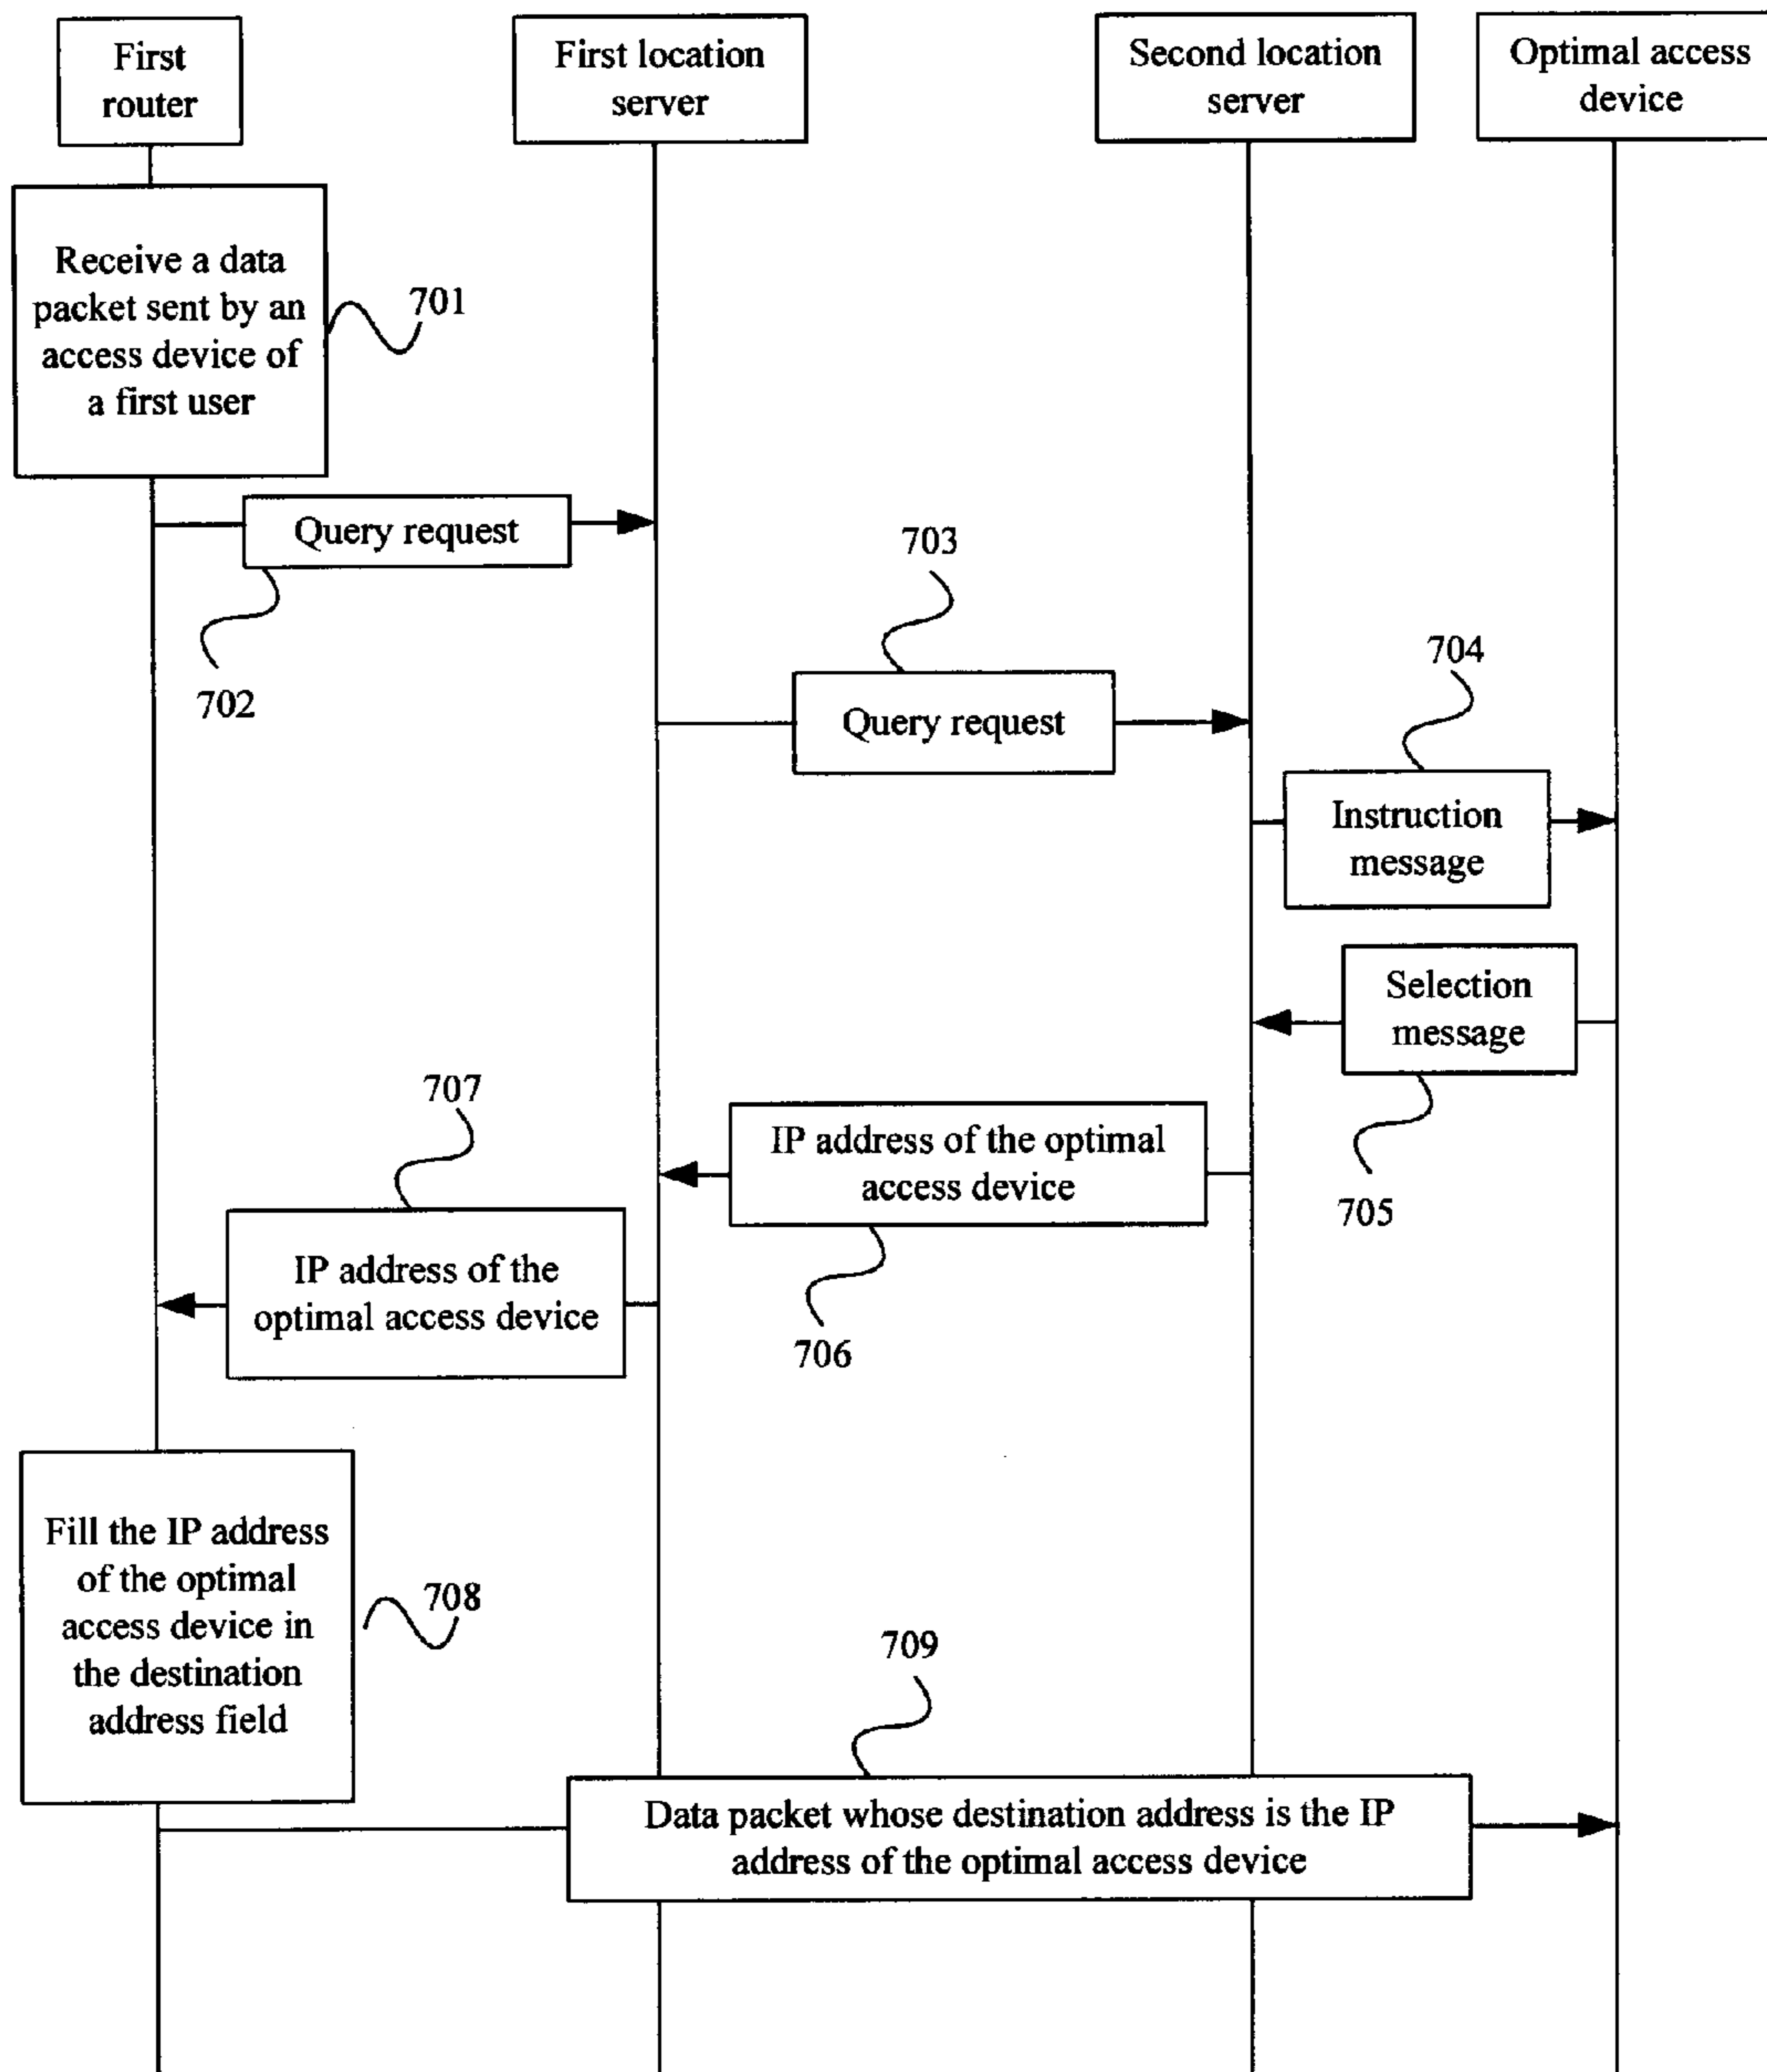 First
router
First location
server
Second location
server
Optimal access
device
Receive a data
packet sent by an
access device of
a first user
701
Query request
702
703
Query request
704
Instruction
message
Selection
message
705
707
IP address of the optimal
access device
706
IP address of the
optimal access device
Fill the IP address
of the optimal
access device in
the destination
address field
708
709
Data packet whose destination address is the IP
address of the optimal access device